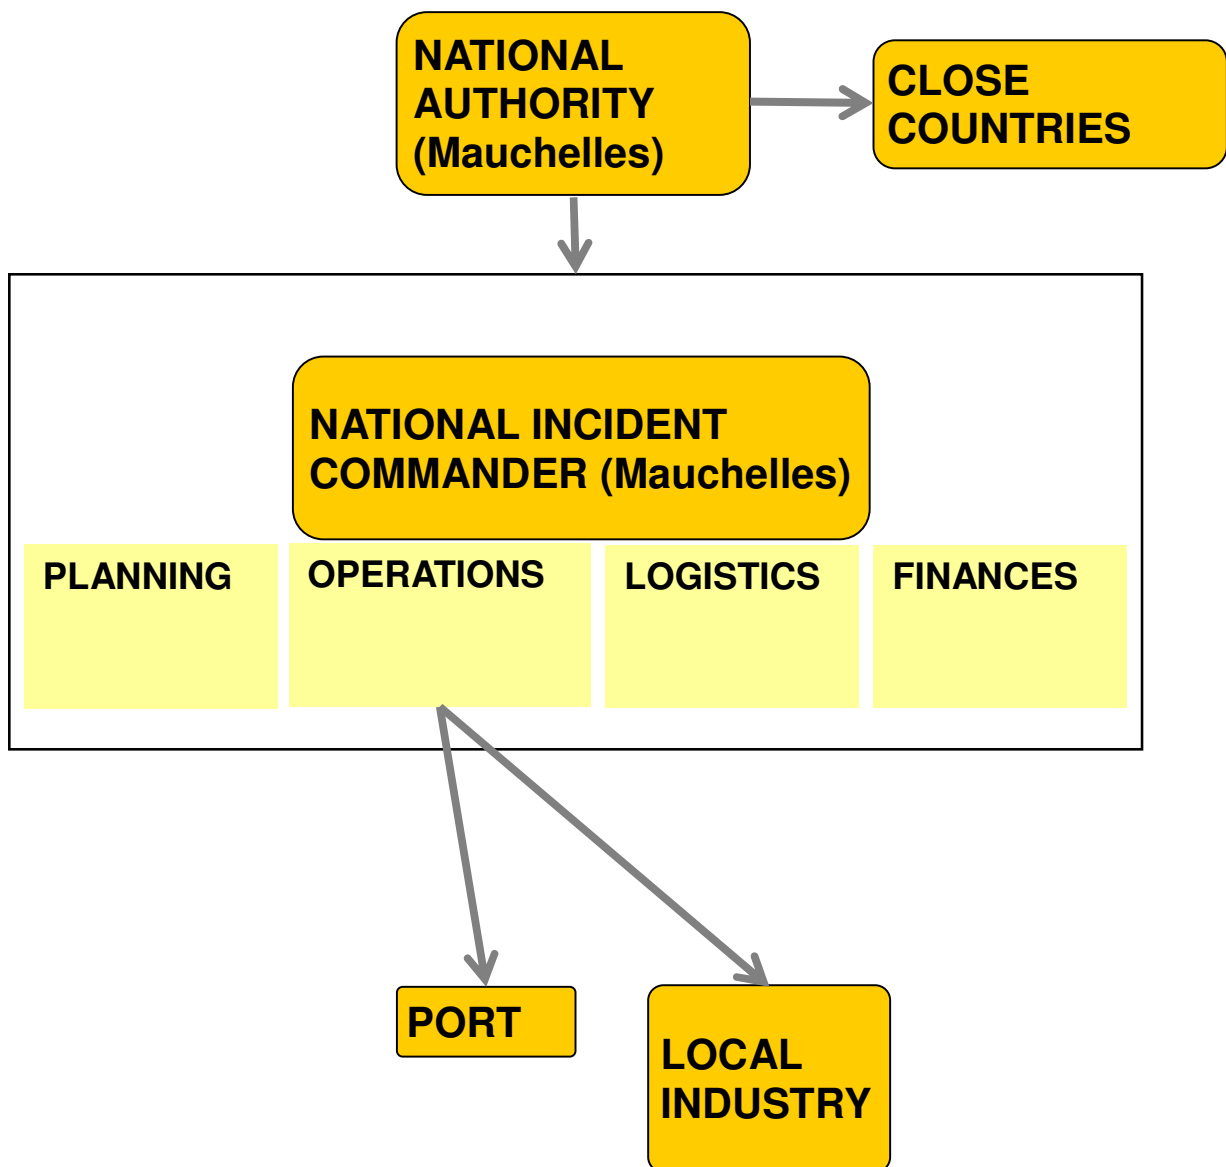 NATIONAL
AUTHORITY
(Mauchelles)
CLOSE
COUNTRIES
NATIONAL INCIDENT
COMMANDER (Mauchelles)
PLANNING
OPERATIONS
LOGISTICS
FINANCES
PORT
LOCAL
INDUSTRY